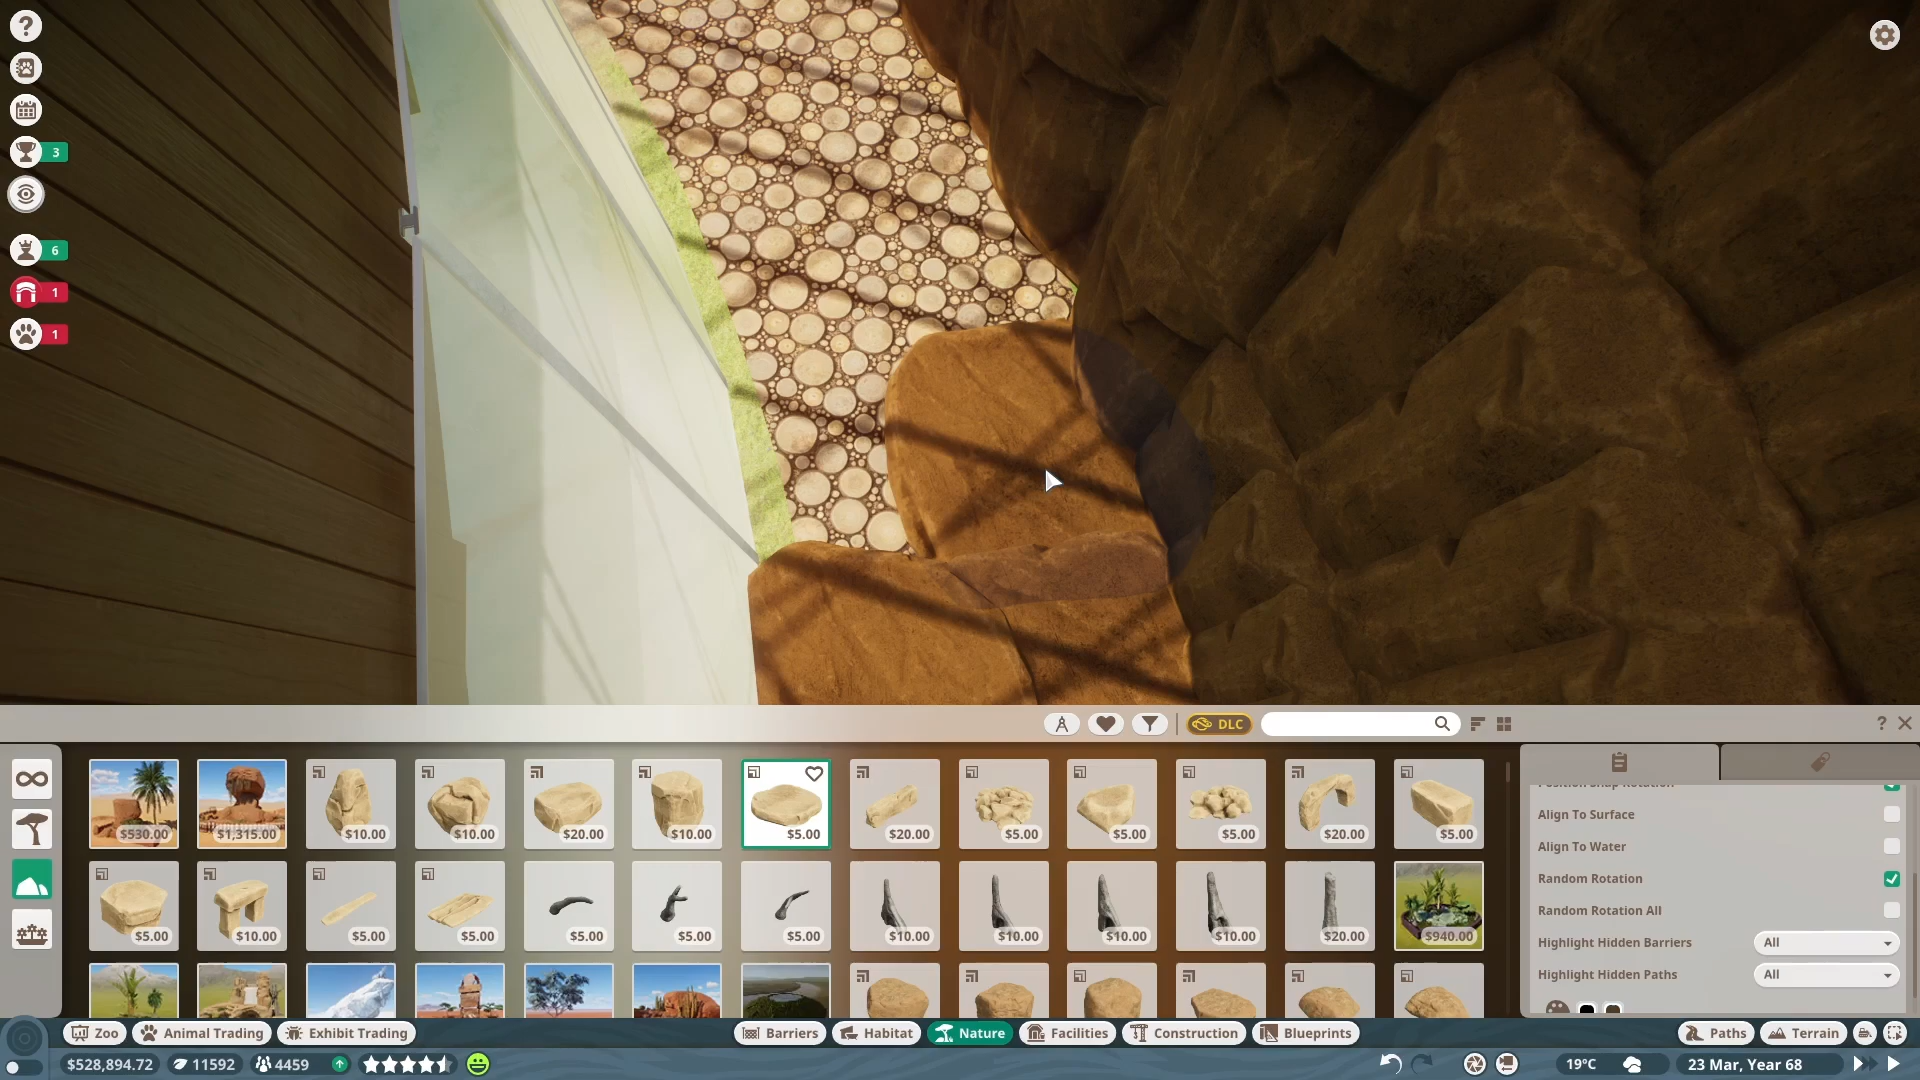 ?
3
6
1
1
DLC
?
$530.00
$1,315.00
$10.00
$10.00
$20.00
$10.00
$5.00
$20.00
$5.00
$5.00
$5.00
$20.00
$5.00
Align To Surface
Align To Water
Random Rotation
Random Rotation All
Highlight Hidden Barriers
All
Highlight Hidden Paths
All
$5.00
$10.00
$5.00
$5.00
$5.00
$5.00
$5.00
$10.00
$10.00
$10.00
$10.00
$20.00
$940.00
Zoo
Animal Trading
Exhibit Trading
Barriers
Habitat
Nature
Facilities
Construction
Blueprints
Paths
Terrain
$528,894.72
11592
4459
19°C
23 Mar, Year 68